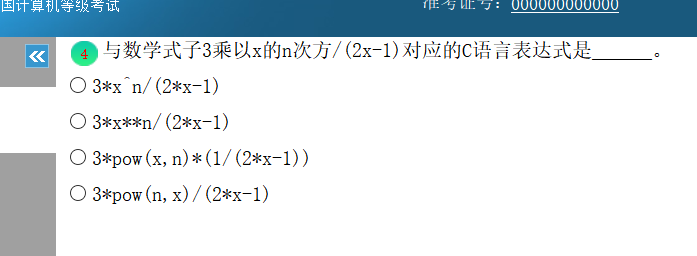 国计算机等级考试
准考证号：000000000000
4 与数学式子3乘以x的n次方/(2x-1)对应的C语言表达式是______。
3*x^n/(2*x-1)
3*x**n/(2*x-1)
3*pow(x,n)*(1/(2*x-1))
3*pow(n,x)/(2*x-1)